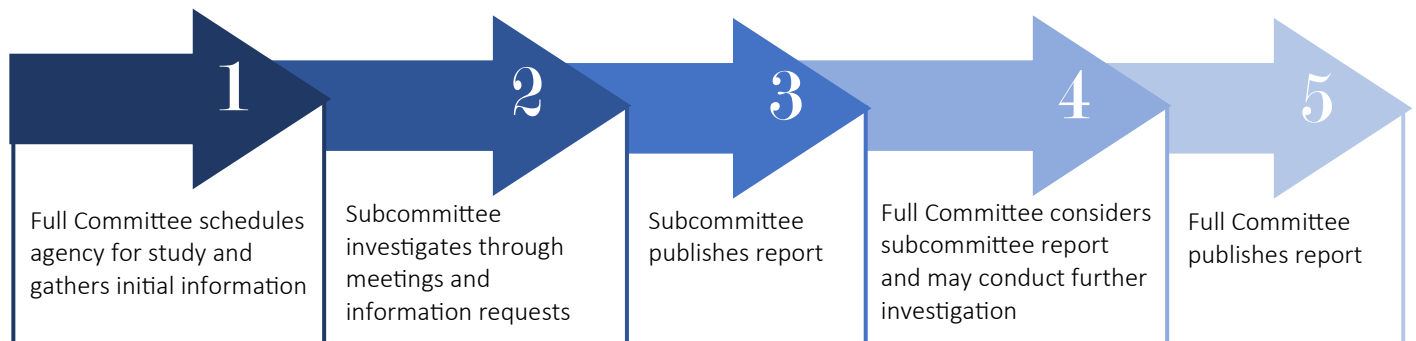 1
Full Committee schedules
agency for study and
gathers initial information
2
Subcommittee
investigates through
meetings and
information requests
3
Subcommittee
publishes report
4
Full Committee considers
subcommittee report
and may conduct further
investigation
5
Full Committee
publishes report